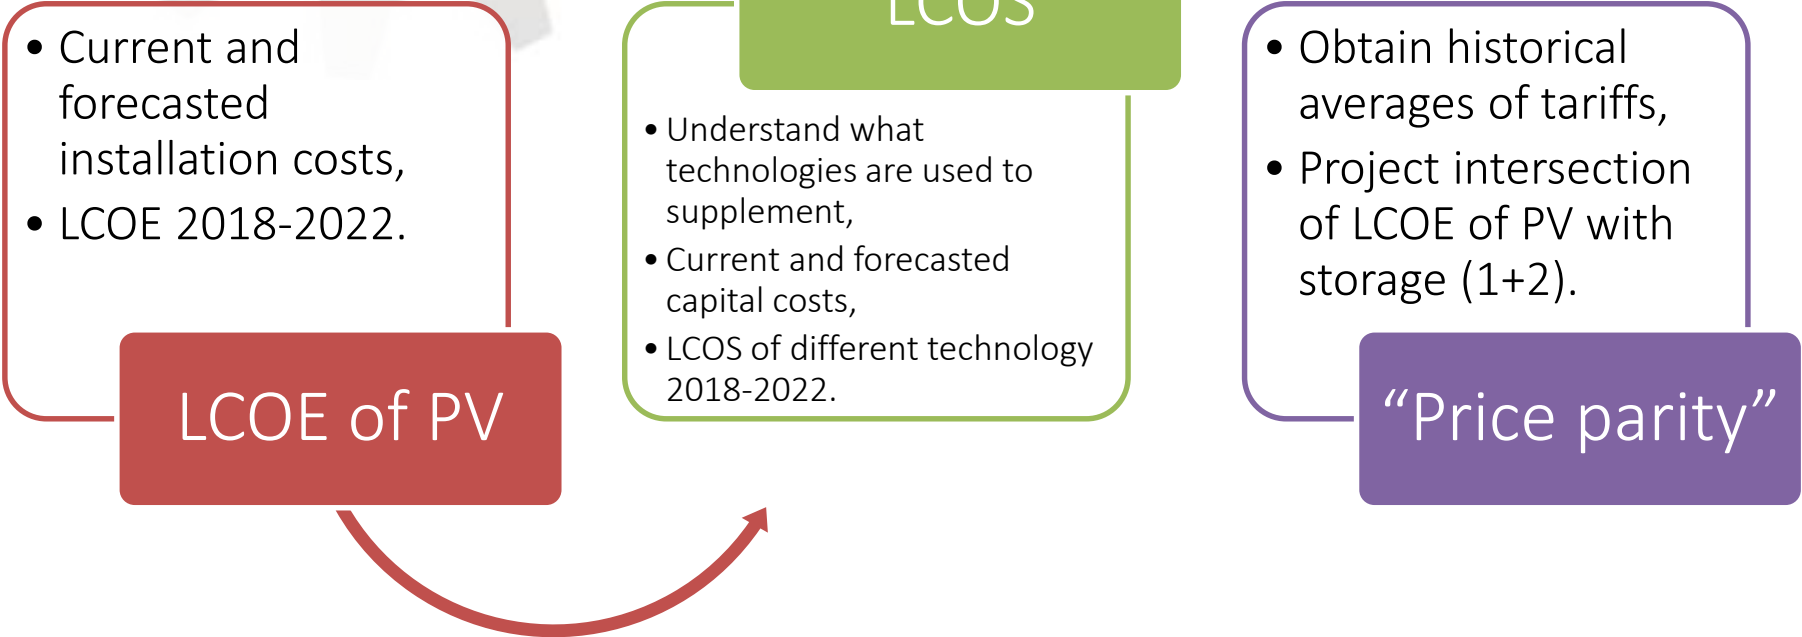 • Current and
forecasted
installation costs,
• LCOE 2018-2022.
LCOE of PV
LCOS
• Understand what
technologies are used to
supplement,
• Current and forecasted
capital costs,
• LCOS of different technology
2018-2022.
• Obtain historical
averages of tariffs,
• Project intersection
of LCOE of PV with
storage (1+2).
“Price parity”